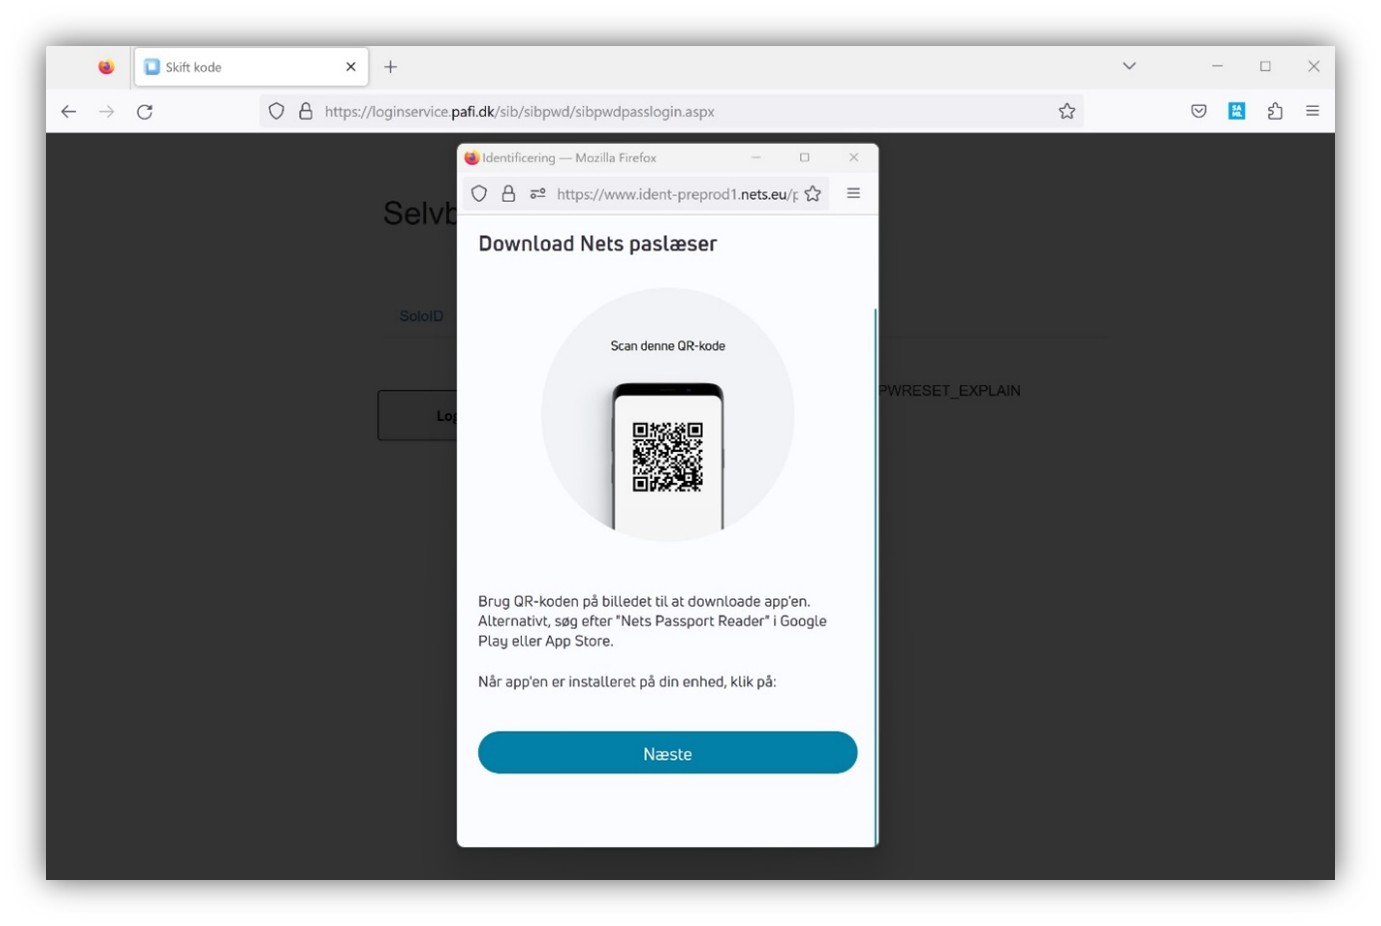 Skift kode
https://loginservice.pafi.dk/sib/sibpwd/sibpwdpasslogin.aspx
SA
ML
Identificering — Mozilla Firefox
https://www.ident-preprod1.nets.eu/p
Selvb
Download Nets paslæser
SoloID
Scan denne QR-kode
PWRESET_EXPLAIN
Log
Brug QR-koden på billedet til at downloade app'en.
Alternativt, søg efter "Nets Passport Reader" i Google
Play eller App Store.
Når app'en er installeret på din enhed, klik på:
Næste